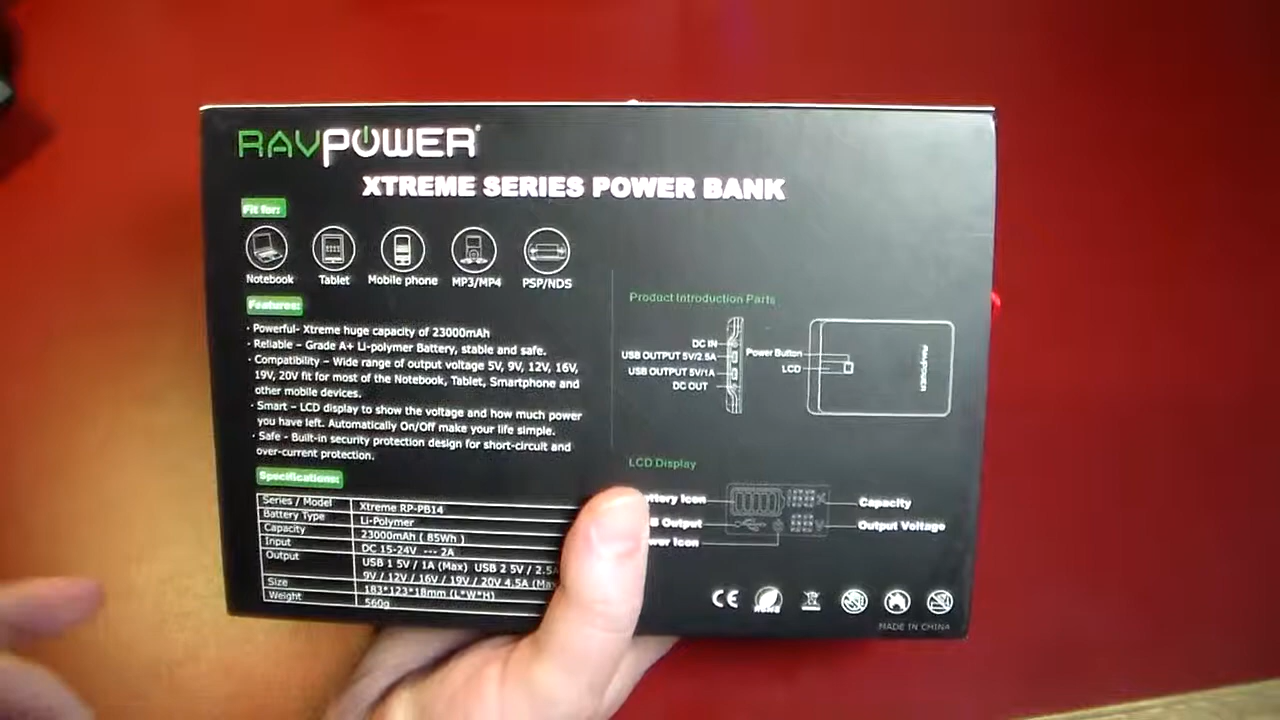 RAVPOWER
XTREME SERIES POWER BANK
Fit for:
Notebook
Tablet
Mobile phone
MP3/MP4
PSP/NDS
Features:
· Powerful- Xtreme huge capacity of 23000mAh
· Reliable – Grade A+ Li-polymer Battery, stable and safe.
· Compatibility – Wide range of output voltage 5V, 9V, 12V, 16V,
19V, 20V fit for most of the Notebook, Tablet, Smartphone and
other mobile devices.
· Smart – LCD display to show the voltage and how much power
you have left. Automatically On/Off make your life simple.
· Safe - Built-in security protection design for short-circuit and
over-current protection.
Specifications:
Series / Model Xtreme RP-PB14
Battery Type Li-Polymer
Capacity 23000mAh ( 85Wh )
Input DC 15-24V --- 2A
Output USB 1 5V / 1A (Max) USB 2 5V / 2.5A
9V / 12V / 16V / 19V / 20V 4.5A (Max
Size 183*123*18mm (L*W*H)
Weight 560g
Product Introduction Parts
DC IN
USB OUTPUT 5V/2.5A
USB OUTPUT 5V/1A
DC OUT
Power Button
LCD
RAVPOWER
LCD Display
Icon
Output
Icon
Capacity
Output Voltage
CE
MADE IN CHINA